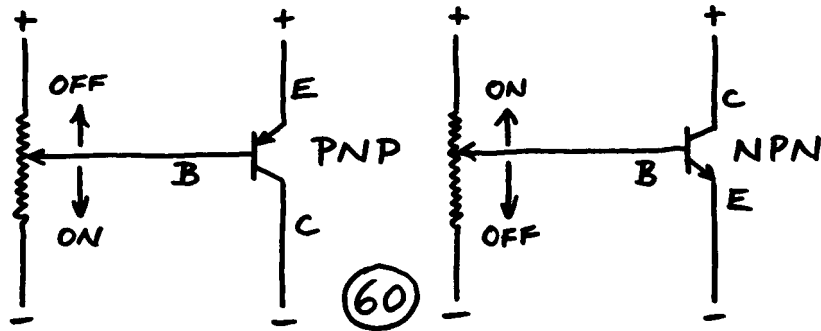 + + + +
OFF E ON C
B PNP B NPN
ON C OFF E
60
- - - -